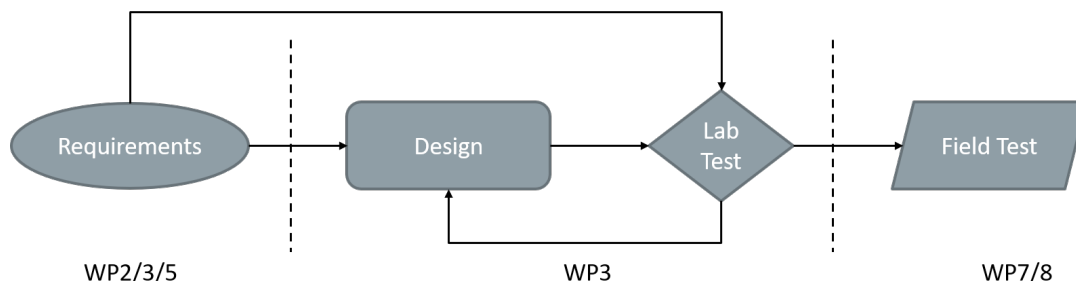 Requirements
Design
Lab
Test
Field Test
WP2/3/5
WP3
WP7/8